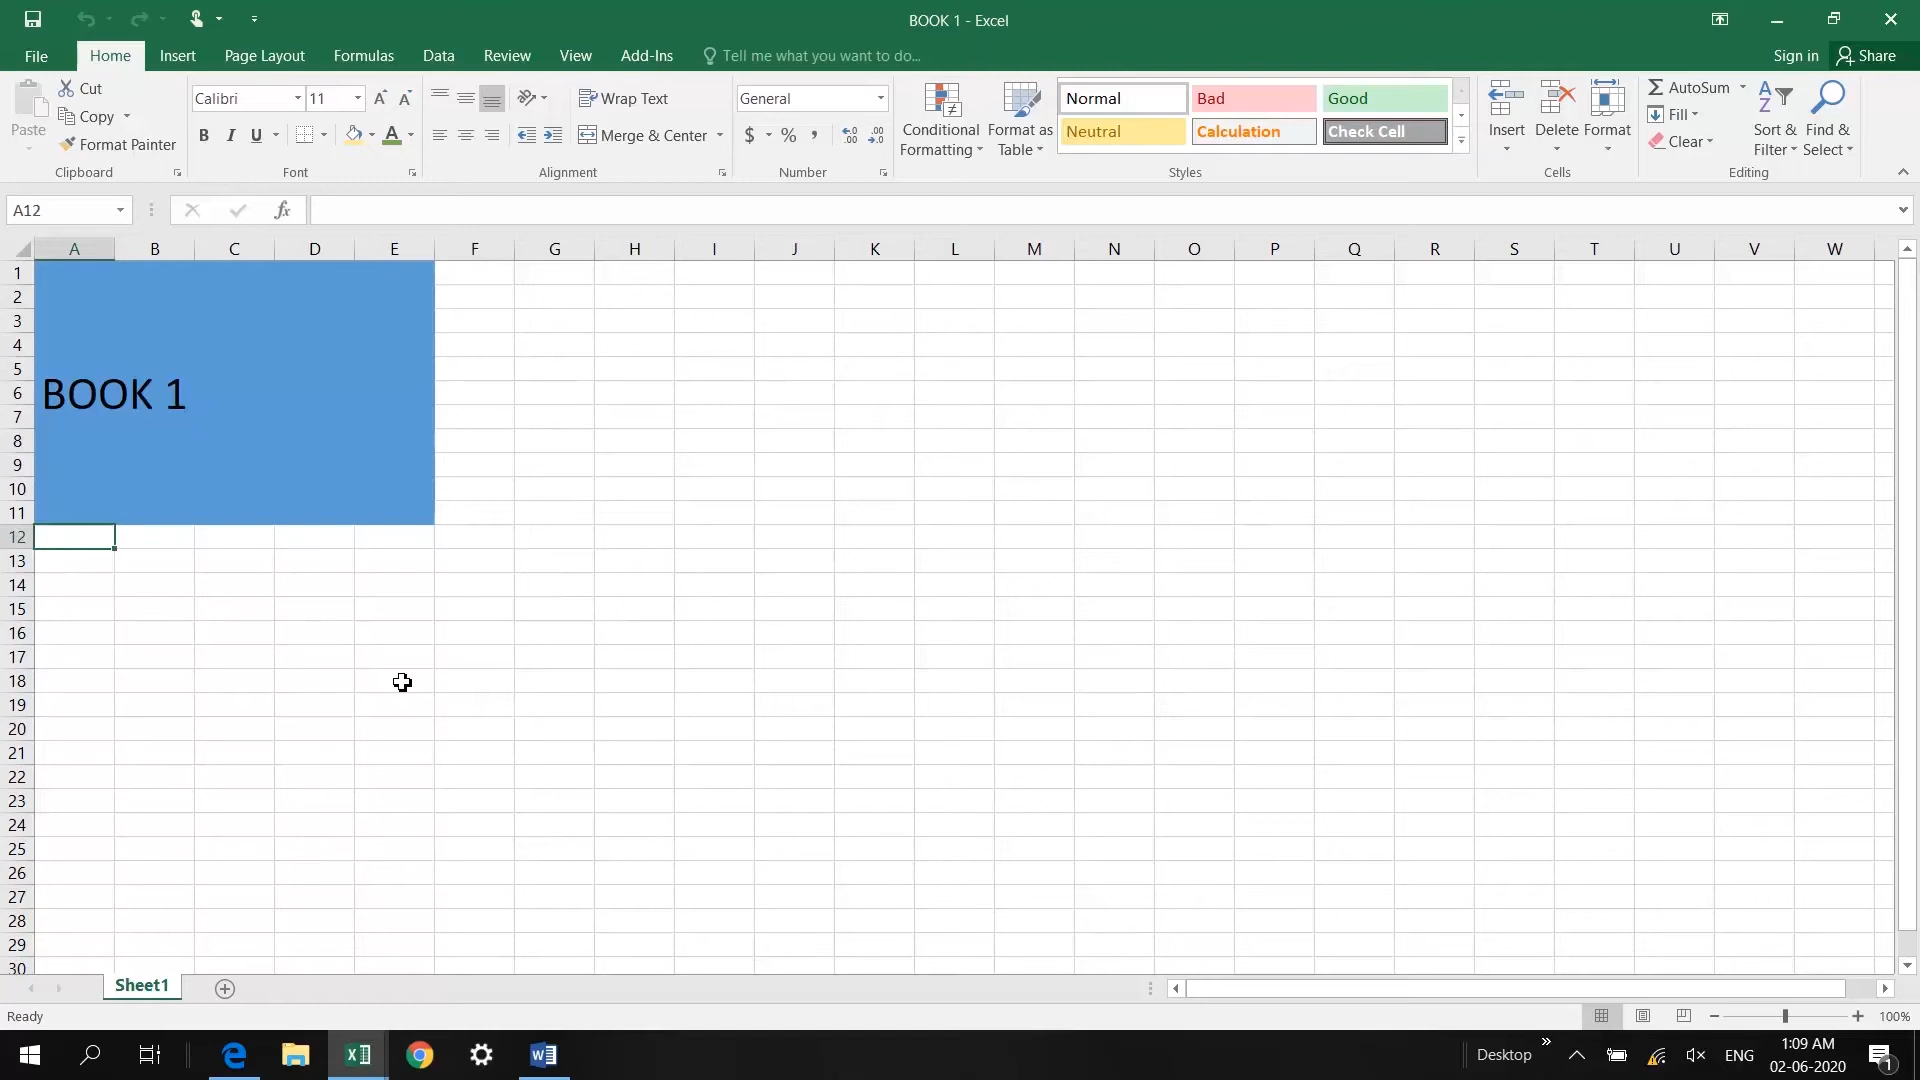 BOOK 1 - Excel
File Home Insert Page Layout Formulas Data Review View Add-Ins Tell me what you want to do... Sign in Share
Paste
Cut
Copy
Format Painter
Clipboard
Calibri 11
B I U A
Font
Wrap Text
Merge & Center
Alignment
General
$ % , .00
Number
Conditional Formatting
Format as Table
Normal Bad Good
Neutral Calculation Check Cell
Styles
Insert Delete Format
Cells
AutoSum
Fill
Clear
Sort & Filter
Find & Select
Editing
A12 fx
A B C D E F G H I J K L M N O P Q R S T U V W
1
2
3
4
5
6
7
8
9
10
11
12
13
14
15
16
17
18
19
20
21
22
23
24
25
26
27
28
29
30
BOOK 1
Sheet1
Ready 100%
Desktop ENG
1:09 AM
02-06-2020
1